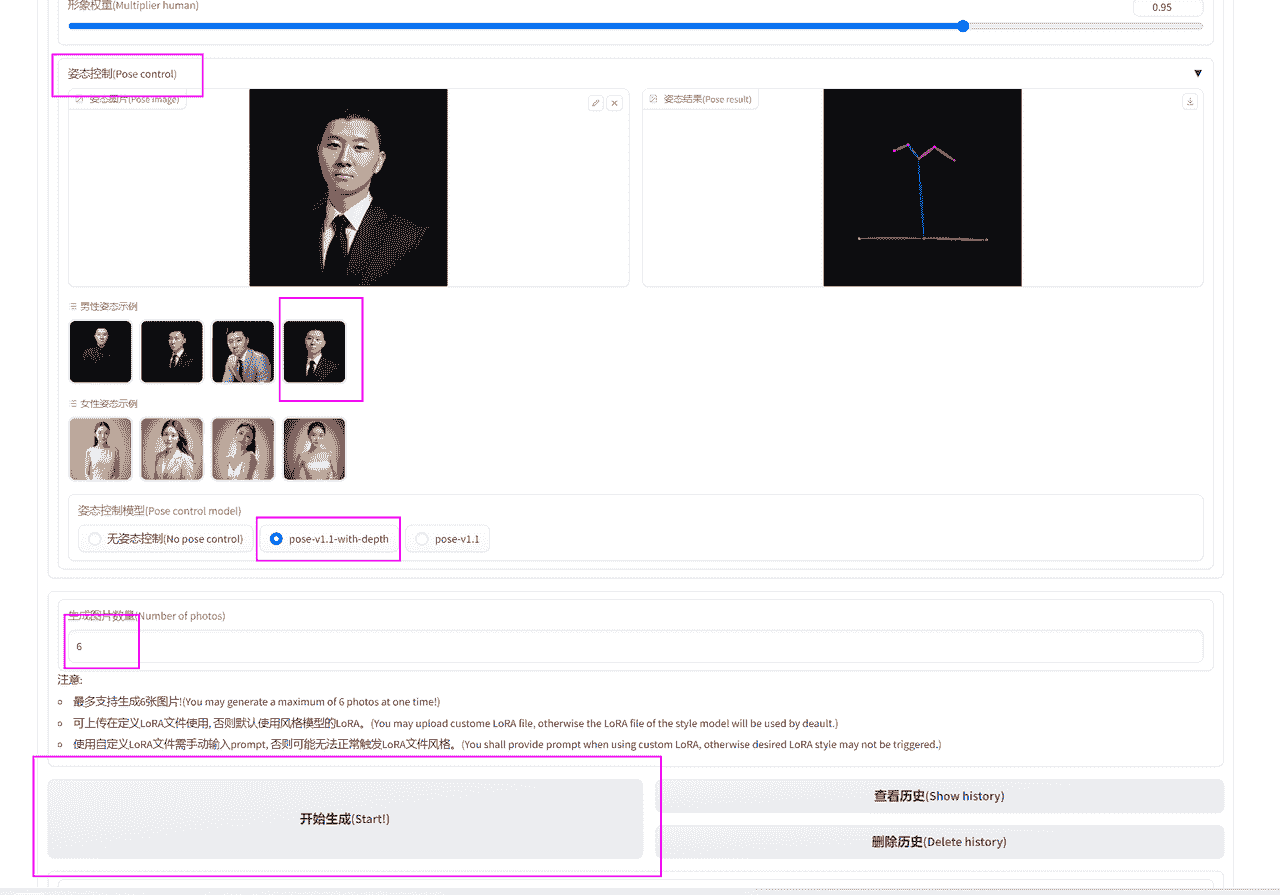 形象权重(Multiplier human)
0.95
姿态控制(Pose control)
▼
姿态图片(Pose image)
姿态结果(Pose result)
男性姿态示例
女性姿态示例
姿态控制模型(Pose control model)
无姿态控制(No pose control)
pose-v1.1-with-depth
pose-v1.1
生成图片数量(Number of photos)
6
注意:
最多支持生成6张图片!(You may generate a maximum of 6 photos at one time!)
可上传在定义LoRA文件使用, 否则默认使用风格模型的LoRA。(You may upload custome LoRA file, otherwise the LoRA file of the style model will be used by deault.)
使用自定义LoRA文件需手动输入prompt, 否则可能无法正常触发LoRA文件风格。(You shall provide prompt when using custom LoRA, otherwise desired LoRA style may not be triggered.)
开始生成(Start!)
查看历史(Show history)
删除历史(Delete history)